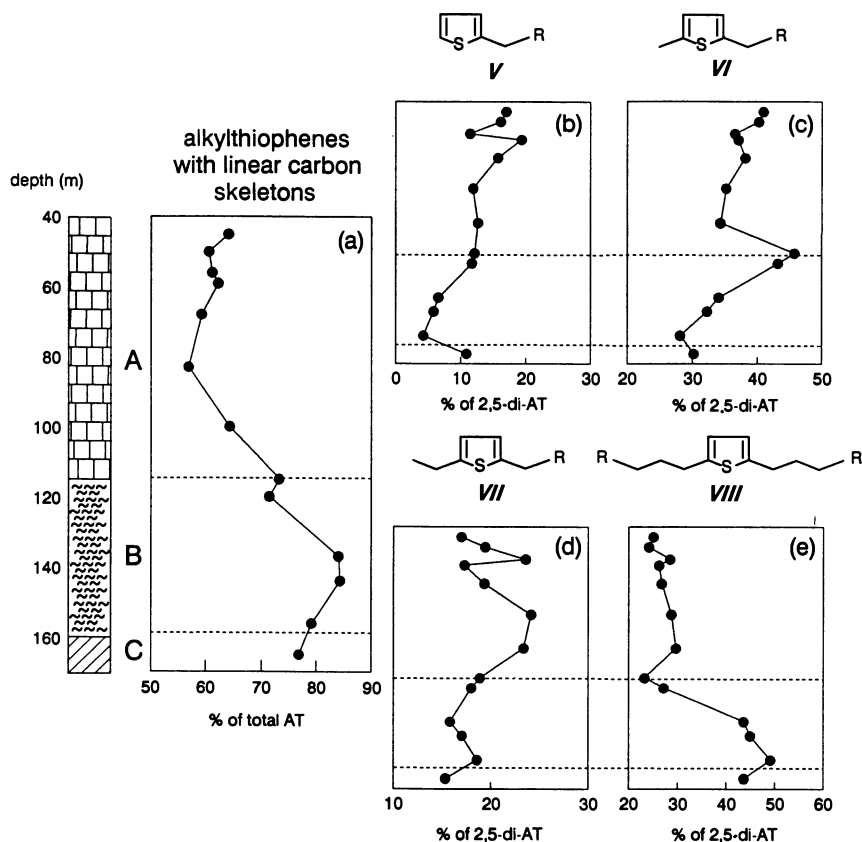 S
R
V
S
R
VI
alkylthiophenes
with linear carbon
skeletons
depth (m)
40
60
80
100
120
140
160
A
B
C
(a)
50 60 70 80 90
% of total AT
(b)
0 10 20 30
% of 2,5-di-AT
(c)
20 30 40 50
% of 2,5-di-AT
S
R
VII
R
S
R
VIII
(d)
10 20 30
% of 2,5-di-AT
(e)
20 30 40 50 60
% of 2,5-di-AT